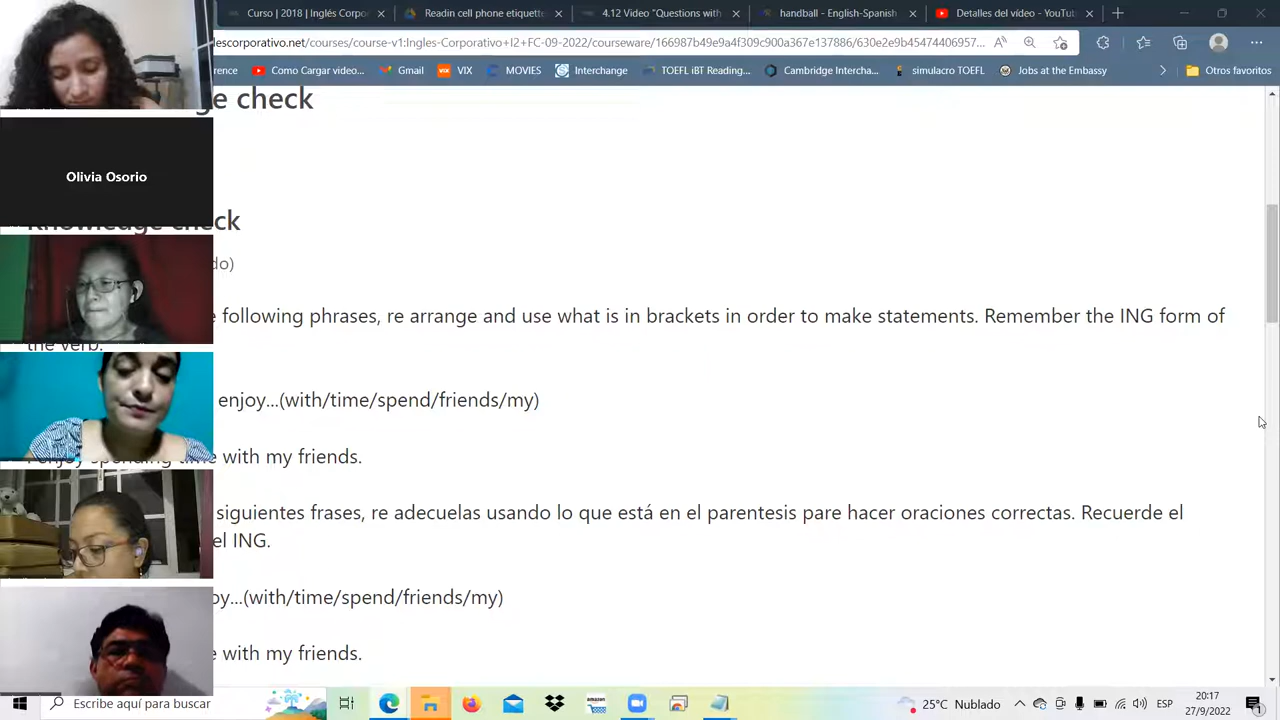 Curso | 2018 | Inglés Corpo
Readin cell phone etiquette
4.12 Video "Questions with
handball - English-Spanish
Detalles del vídeo - YouTu
lescorporativo.net/courses/course-v1:Ingles-Corporativo+I2+FC-09-2022/courseware/166987b49e9a4f309c900a367e137886/630e2e9b45474406957...
rence
Como Cargar video...
Gmail
VIX
MOVIES
Interchange
TOEFL iBT Reading...
Cambridge Intercha...
simulacro TOEFL
Jobs at the Embassy
Otros favoritos
ge check
Olivia Osorio
Knowledge check
do)
e following phrases, re arrange and use what is in brackets in order to make statements. Remember the ING form of
the verb.
enjoy...(with/time/spend/friends/my)
I enjoy spending time with my friends.
siguientes frases, re adecuelas usando lo que está en el parentesis pare hacer oraciones correctas. Recuerde el
el ING.
oy...(with/time/spend/friends/my)
e with my friends.
Escribe aquí para buscar
25°C Nublado
ESP
20:17
27/9/2022